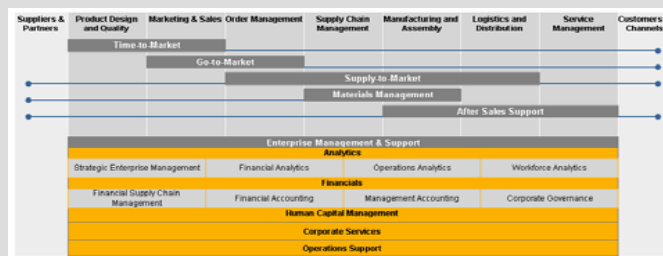 Suppliers & Partners
Product Design and Quality
Marketing & Sales
Order Management
Supply Chain Management
Manufacturing and Assembly
Logistics and Distribution
Service Management
Customers Channels
Time-to-Market
Go-to-Market
Supply-to-Market
Materials Management
After Sales Support
Enterprise Management & Support
Analytics
Strategic Enterprise Management
Financial Analytics
Operations Analytics
Workforce Analytics
Financials
Financial Supply Chain Management
Financial Accounting
Management Accounting
Corporate Governance
Human Capital Management
Corporate Services
Operations Support